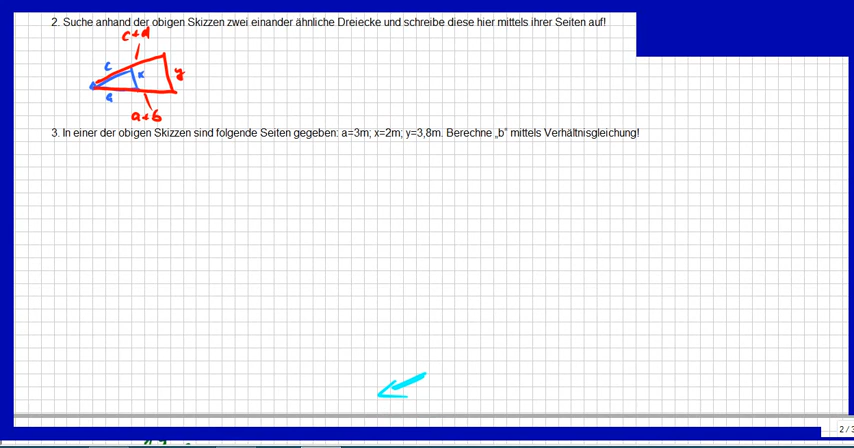 2. Suche anhand der obigen Skizzen zwei einander ähnliche Dreiecke und schreibe diese hier mittels ihrer Seiten auf!
c+d
c
x
y
a
a+b
3. In einer der obigen Skizzen sind folgende Seiten gegeben: a=3m; x=2m; y=3,8m. Berechne „b" mittels Verhältnisgleichung!
2 / 3